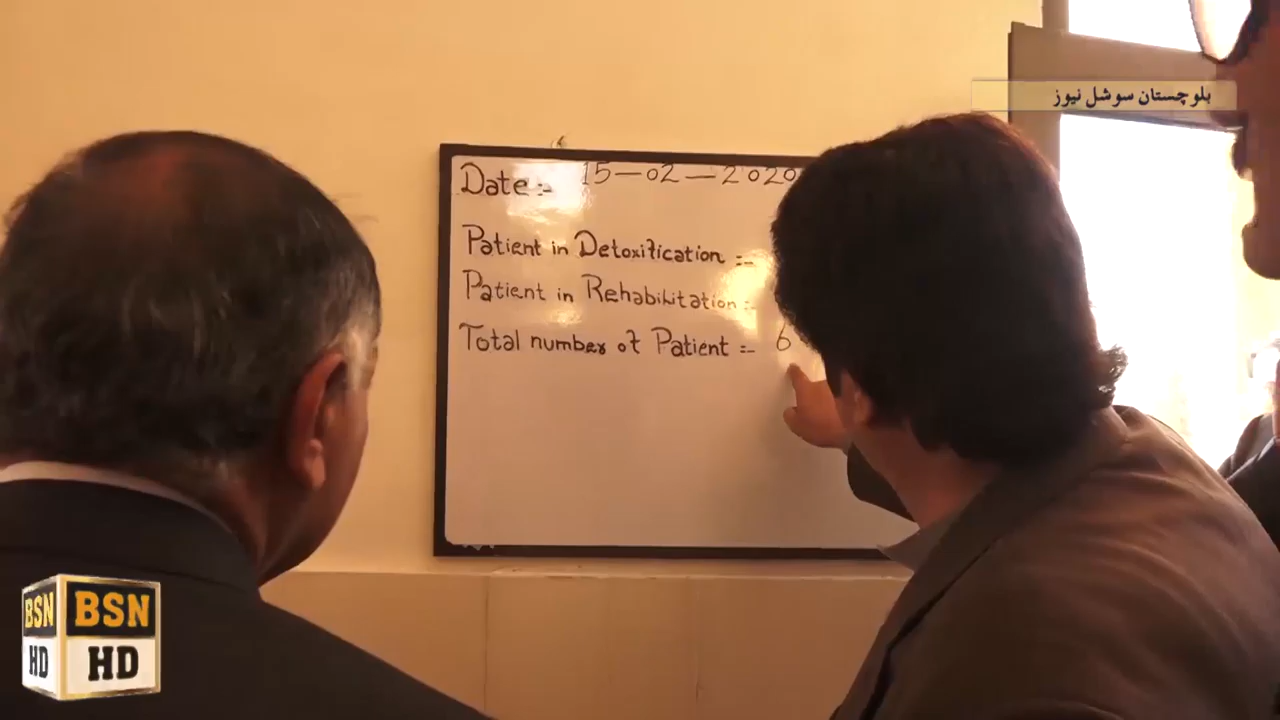 بلوچستان سوشل نیوز
Date:- 15-02-2020
Patient in Detoxification :-
Patient in Rehabilitation :-
Total number of Patient :- 6
BSN BSN
HD HD